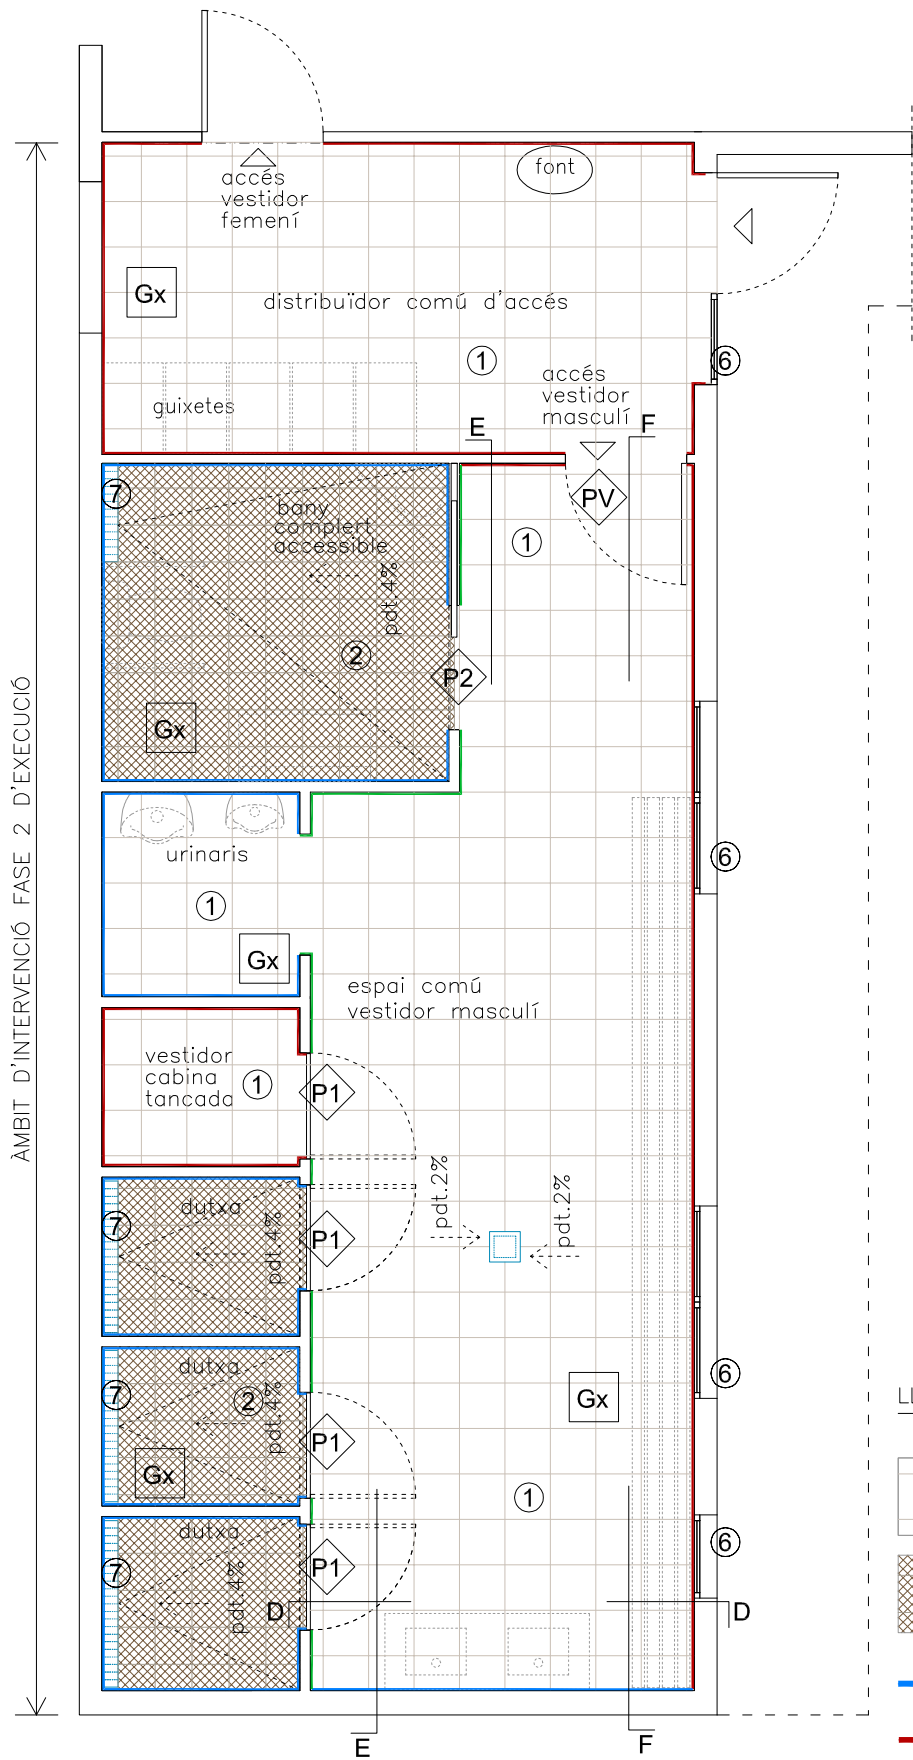 font
accés
vestidor
femení
Gx
distribuïdor comú d'accés
1
6
accés
vestidor
masculí
guixetes
E
F
7
PV
bany
complert
accessible
1
pdt.4%
2
P2
Gx
ÀMBIT D'INTERVENCIÓ FASE 2 D'EXECUCIÓ
urinaris
6
1
Gx
espai comú
vestidor masculí
vestidor
cabina
tancada
1
P1
pdt.2%
pdt.2%
dutxa
7
pdt.4%
P1
dutxa
7
2
pdt.4%
6
Gx
P1
Gx
LL
1
dutxa
6
7
P1
pdt.4%
D
D
E
F